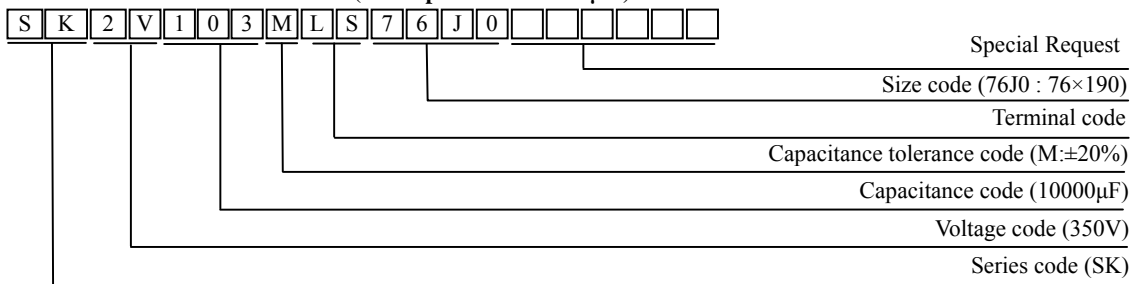 S K 2 V 1 0 3 M L S 7 6 J 0
Special Request
Size code (76J0 : 76×190)
Terminal code
Capacitance tolerance code (M:±20%)
Capacitance code (10000μF)
Voltage code (350V)
Series code (SK)